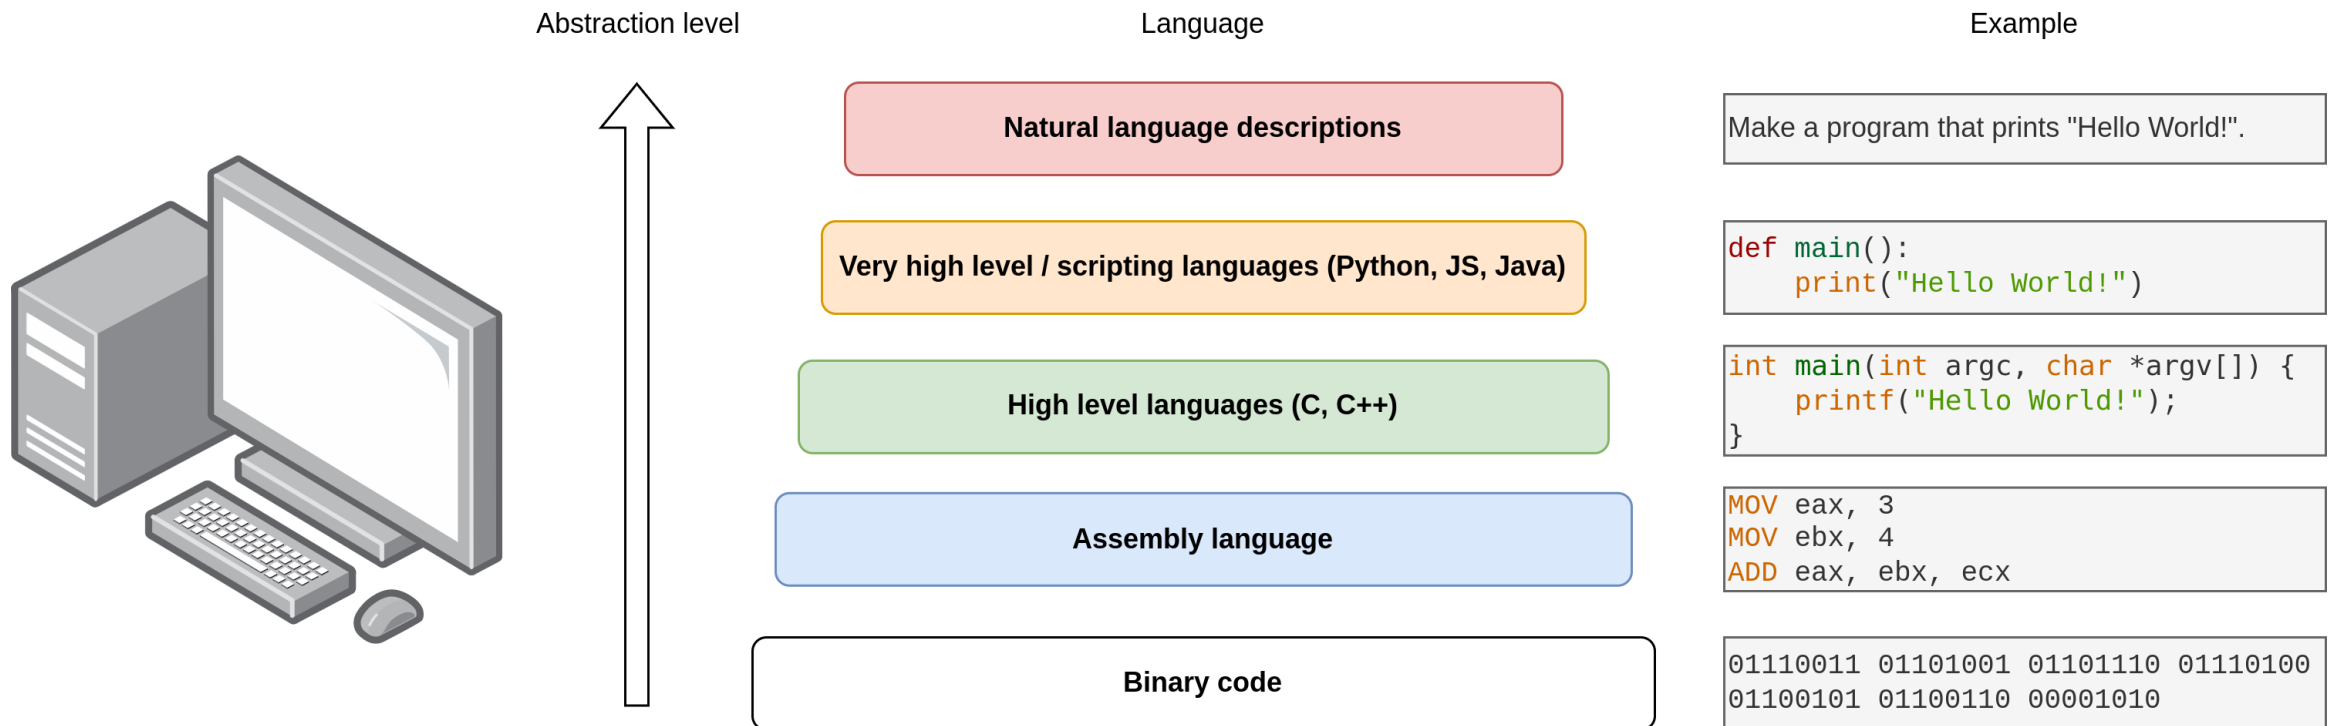 Abstraction level
Language
Example
Natural language descriptions
Make a program that prints "Hello World!".
Very high level / scripting languages (Python, JS, Java)
def main():
    print("Hello World!")
High level languages (C, C++)
int main(int argc, char *argv[]) {
    printf("Hello World!");
}
Assembly language
MOV eax, 3
MOV ebx, 4
ADD eax, ebx, ecx
Binary code
01110011 01101001 01101110 01110100
01100101 01100110 00001010